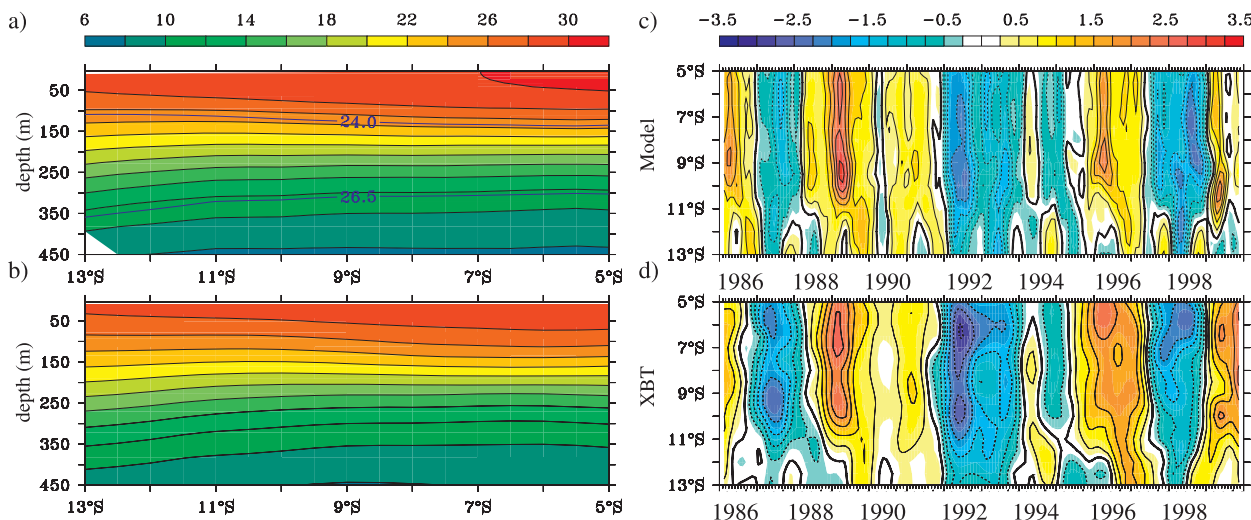 a)
6 10 14 18 22 26 30
50
150
250
350
450
depth (m)
24.0
26.5
13°S 11°S 9°S 7°S 5°S
b)
50
150
250
350
450
depth (m)
13°S 11°S 9°S 7°S 5°S
c)
-3.5 -2.5 -1.5 -0.5 0.5 1.5 2.5 3.5
5°S
7°S
9°S
11°S
13°S
Model
1986 1988 1990 1992 1994 1996 1998
d)
5°S
7°S
9°S
11°S
13°S
XBT
1986 1988 1990 1992 1994 1996 1998